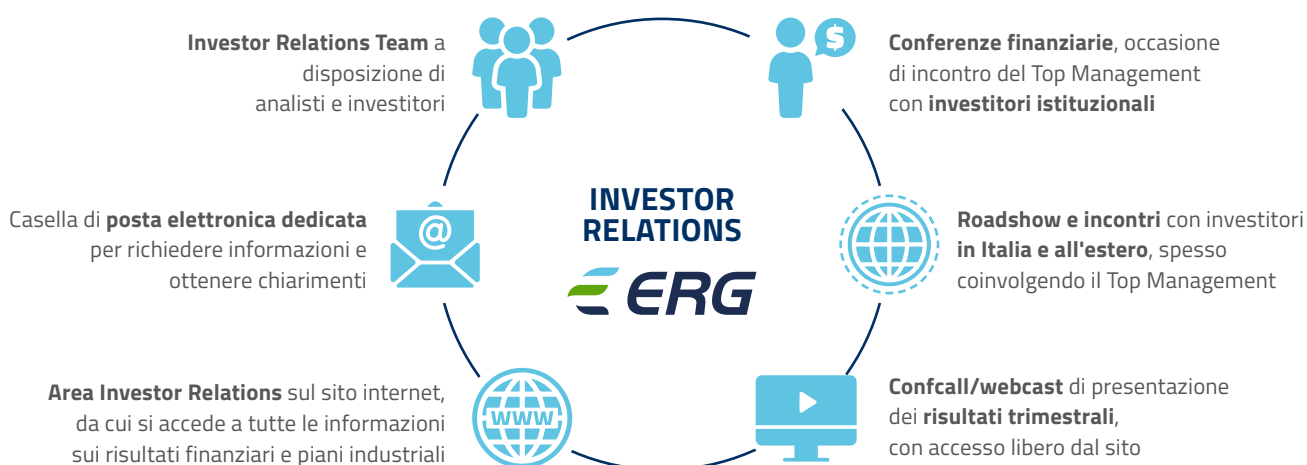 Investor Relations Team a
disposizione di
analisti e investitori
$
Conferenze finanziarie, occasione
di incontro del Top Management
con investitori istituzionali
Casella di posta elettronica dedicata
per richiedere informazioni e
ottenere chiarimenti
@
INVESTOR
RELATIONS
ERG
Roadshow e incontri con investitori
in Italia e all'estero, spesso
coinvolgendo il Top Management
Area Investor Relations sul sito internet,
da cui si accede a tutte le informazioni
sui risultati finanziari e piani industriali
WWW
Confcall/webcast di presentazione
dei risultati trimestrali,
con accesso libero dal sito